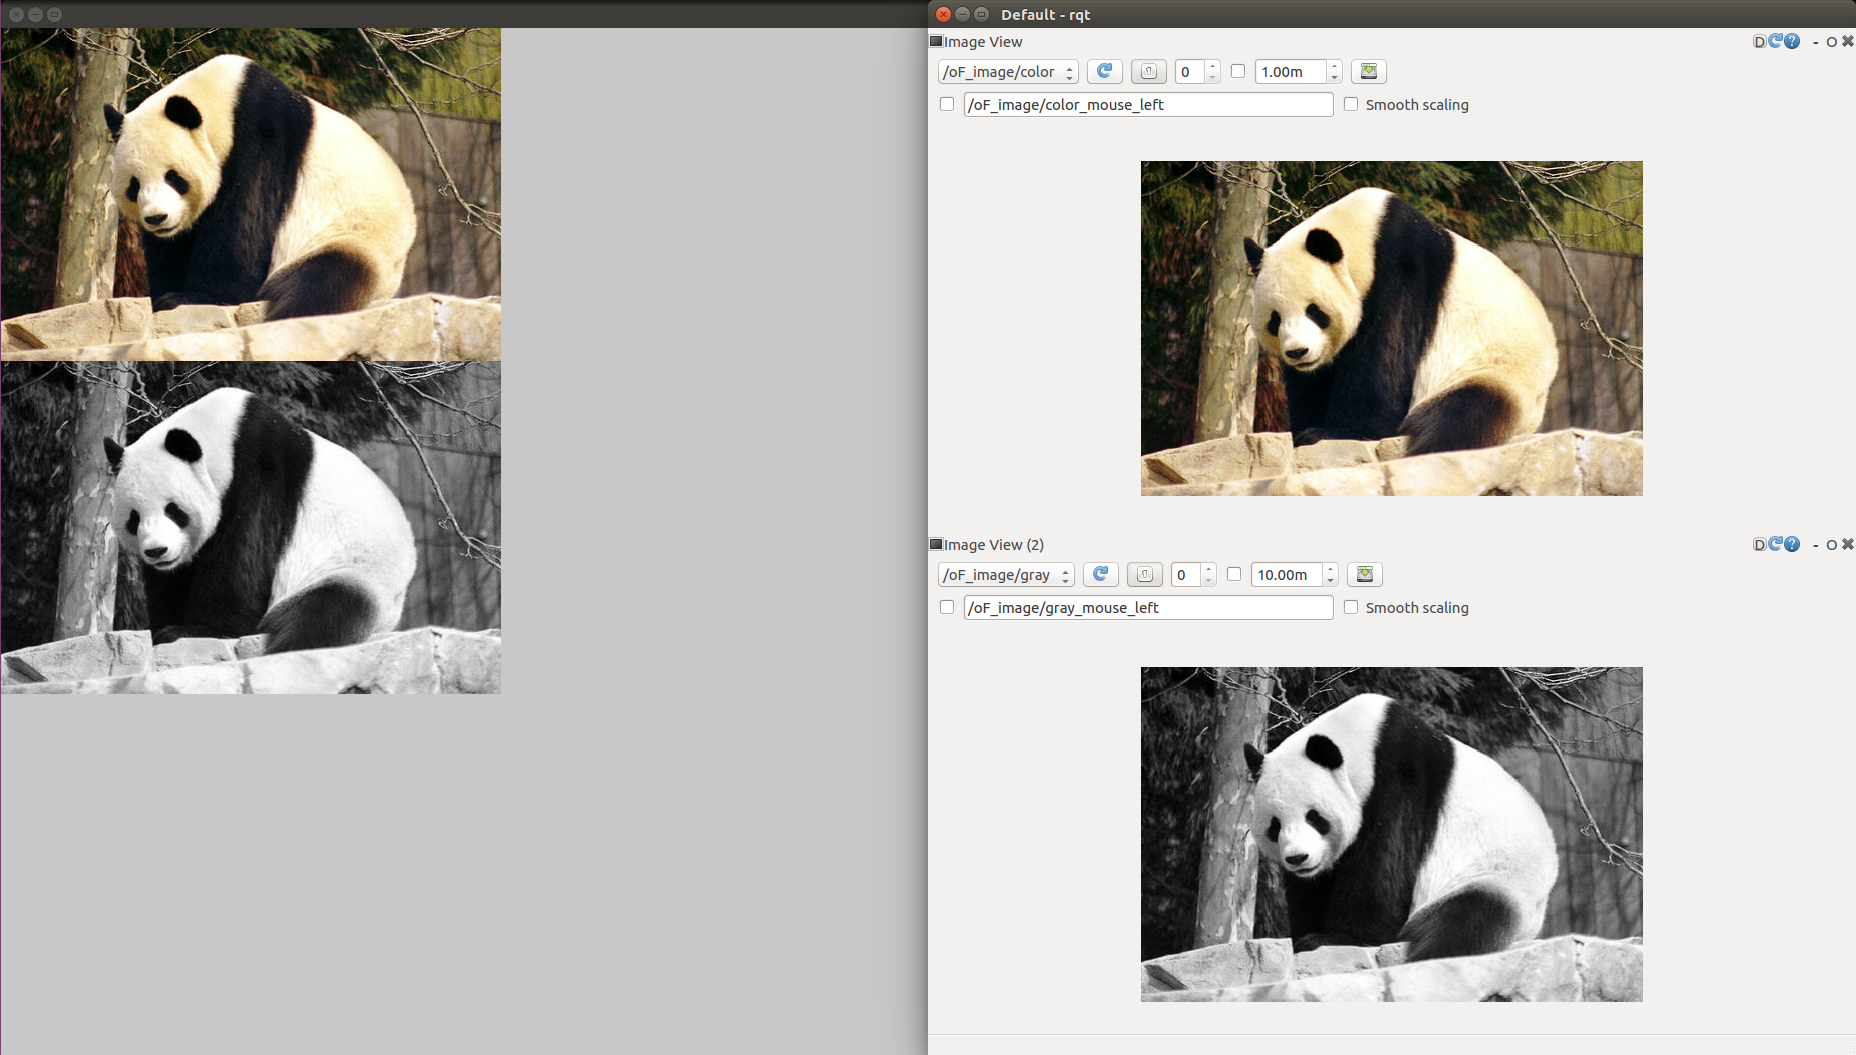 Default - rqt
Image View
D ? - O ✖
/oF_image/color 0 1.00m
/oF_image/color_mouse_left Smooth scaling
Image View (2)
D ? - O ✖
/oF_image/gray 0 10.00m
/oF_image/gray_mouse_left Smooth scaling